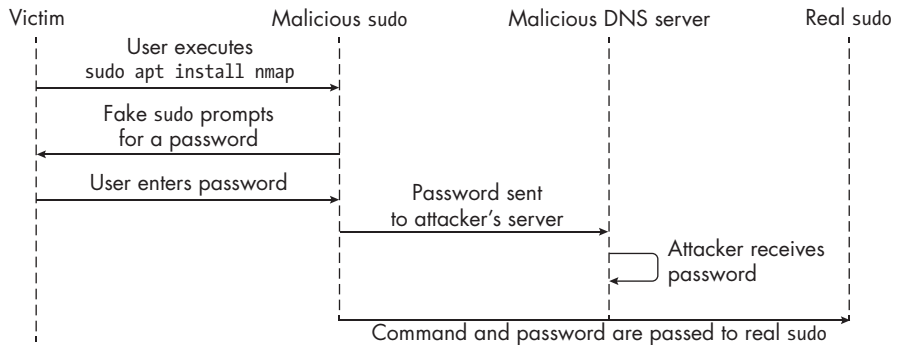 Victim
Malicious sudo
Malicious DNS server
Real sudo
User executes
sudo apt install nmap
Fake sudo prompts
for a password
User enters password
Password sent
to attacker's server
Attacker receives
password
Command and password are passed to real sudo